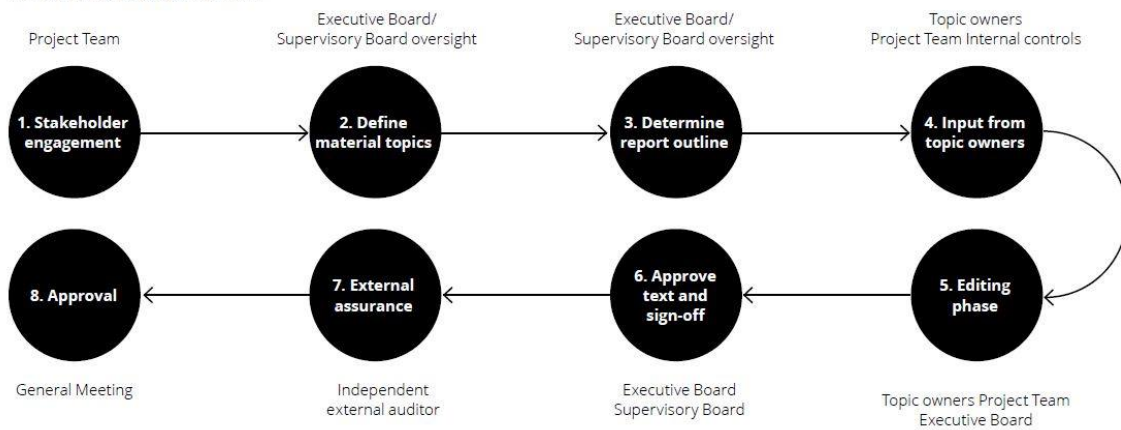 Project Team
Executive Board/
Supervisory Board oversight
Executive Board/
Supervisory Board oversight
Topic owners
Project Team Internal controls
1. Stakeholder
engagement
2. Define
material topics
3. Determine
report outline
4. Input from
topic owners
8. Approval
7. External
assurance
6. Approve
text and
sign-off
5. Editing
phase
General Meeting
Independent
external auditor
Executive Board
Supervisory Board
Topic owners Project Team
Executive Board